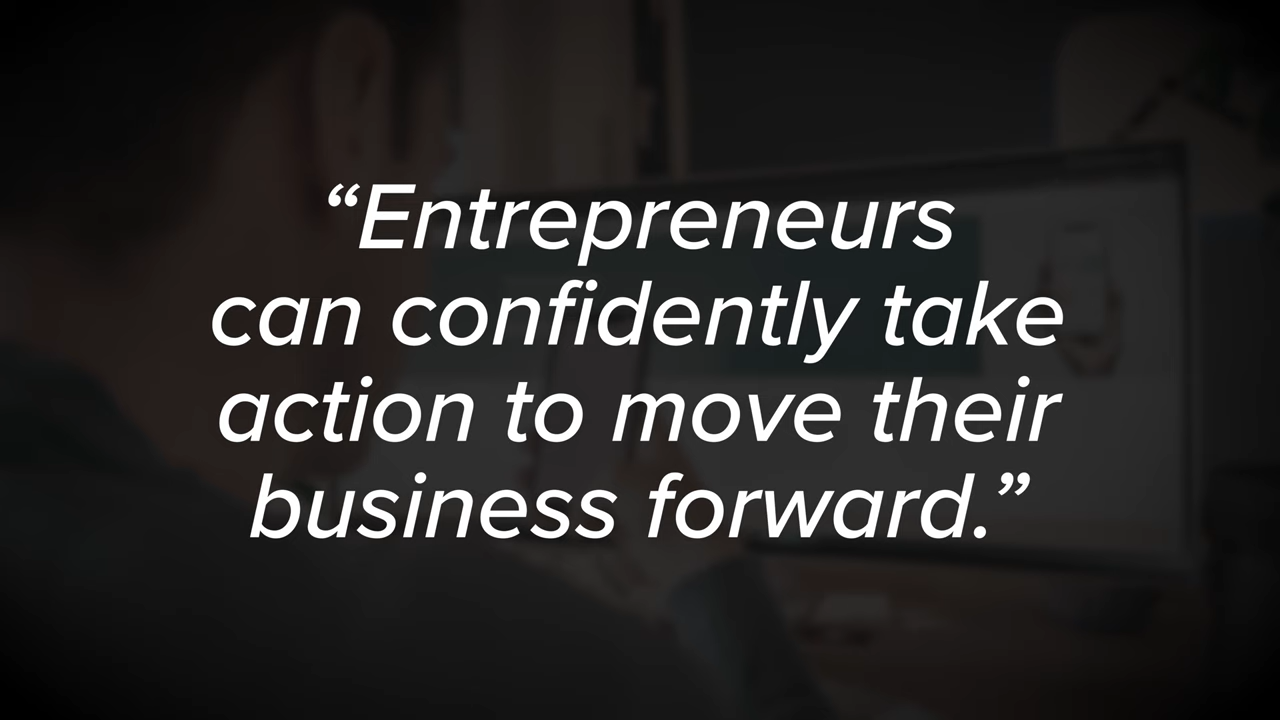 “Entrepreneurs
can confidently take
action to move their
business forward.”